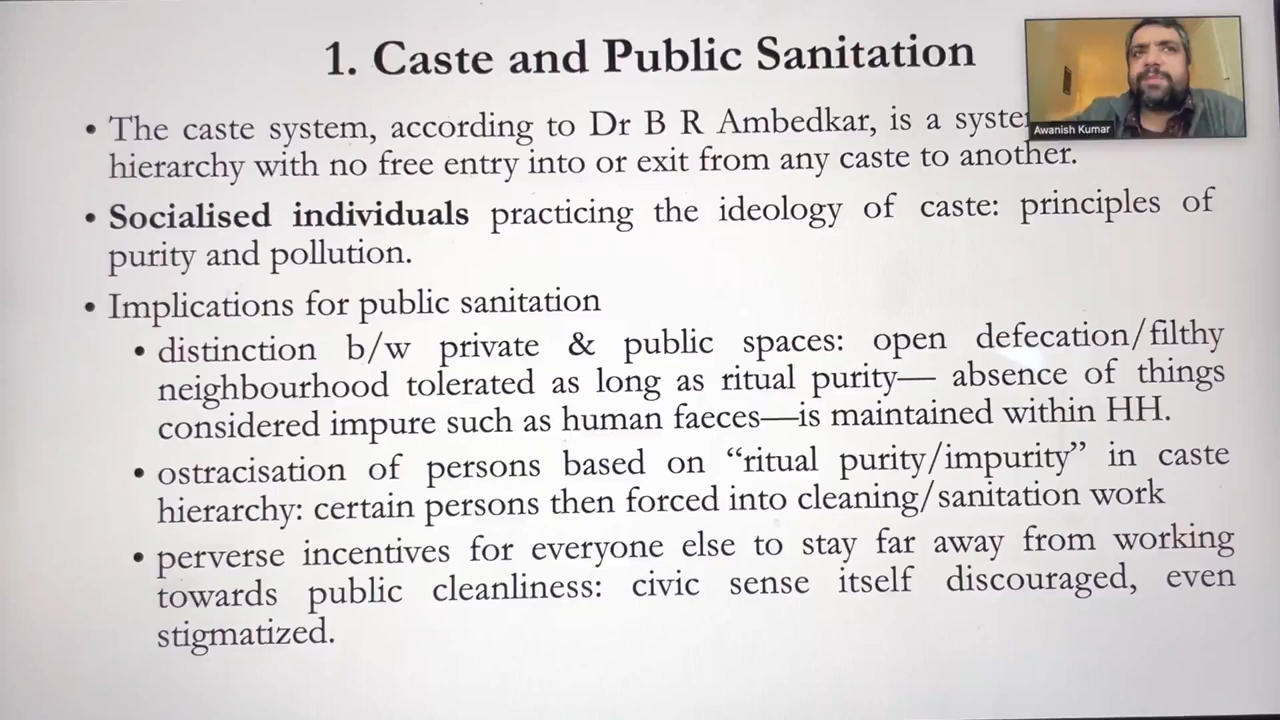 1. Caste and Public Sanitation
• The caste system, according to Dr B R Ambedkar, is a
hierarchy with no free entry into or exit from any caste to another.
• Socialised individuals practicing the ideology of caste: principles of
purity and pollution.
• Implications for public sanitation
• distinction b/w private & public spaces: open defecation/filthy
neighbourhood tolerated as long as ritual purity— absence of things
considered impure such as human faeces—is maintained within HH.
• ostracisation of persons based on “ritual purity/impurity” in caste
hierarchy: certain persons then forced into cleaning/sanitation work
• perverse incentives for everyone else to stay far away from working
towards public cleanliness: civic sense itself discouraged, even
stigmatized.
Awanish Kumar